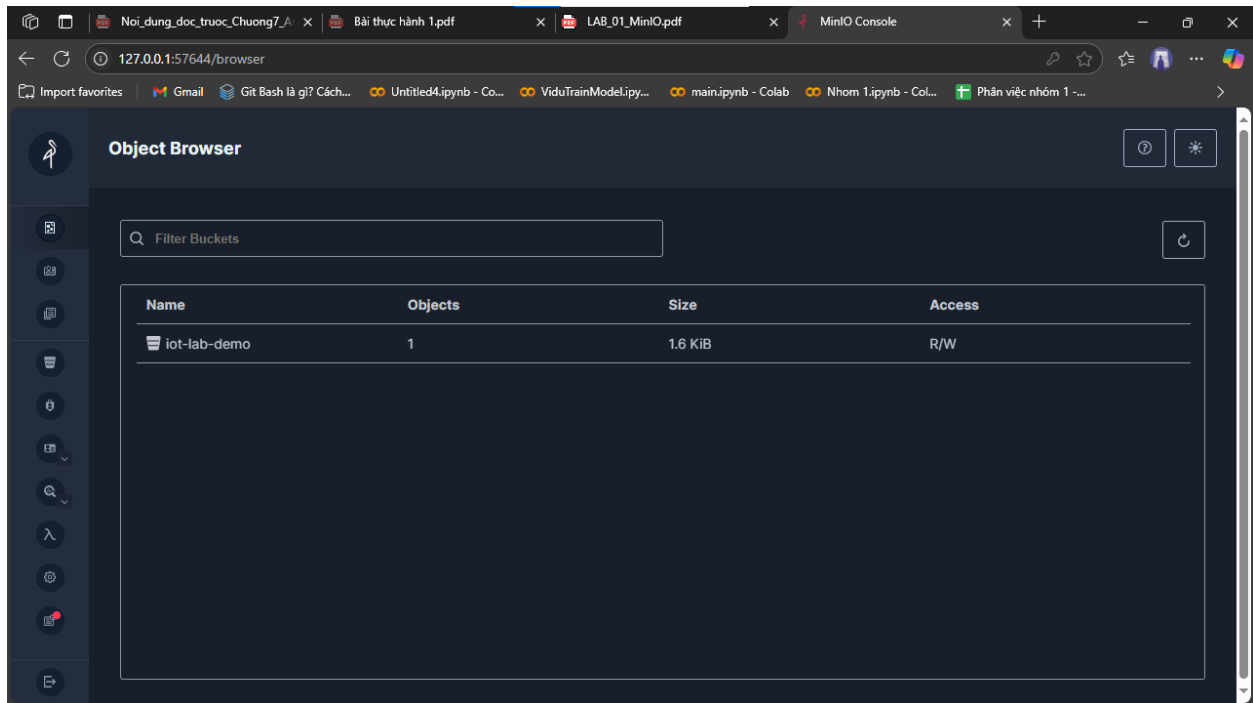 Noi_dung_doc_truoc_Chuong7_A
Bài thực hành 1.pdf
LAB_01_MinIO.pdf
MinIO Console
127.0.0.1:57644/browser
Import favorites
Gmail
Git Bash là gì? Cách...
Untitled4.ipynb - Co...
ViduTrainModel.ipy...
main.ipynb - Colab
Nhom 1.ipynb - Col...
Phân việc nhóm 1 -...
Object Browser
Filter Buckets
Name Objects Size Access
iot-lab-demo 1 1.6 KiB R/W